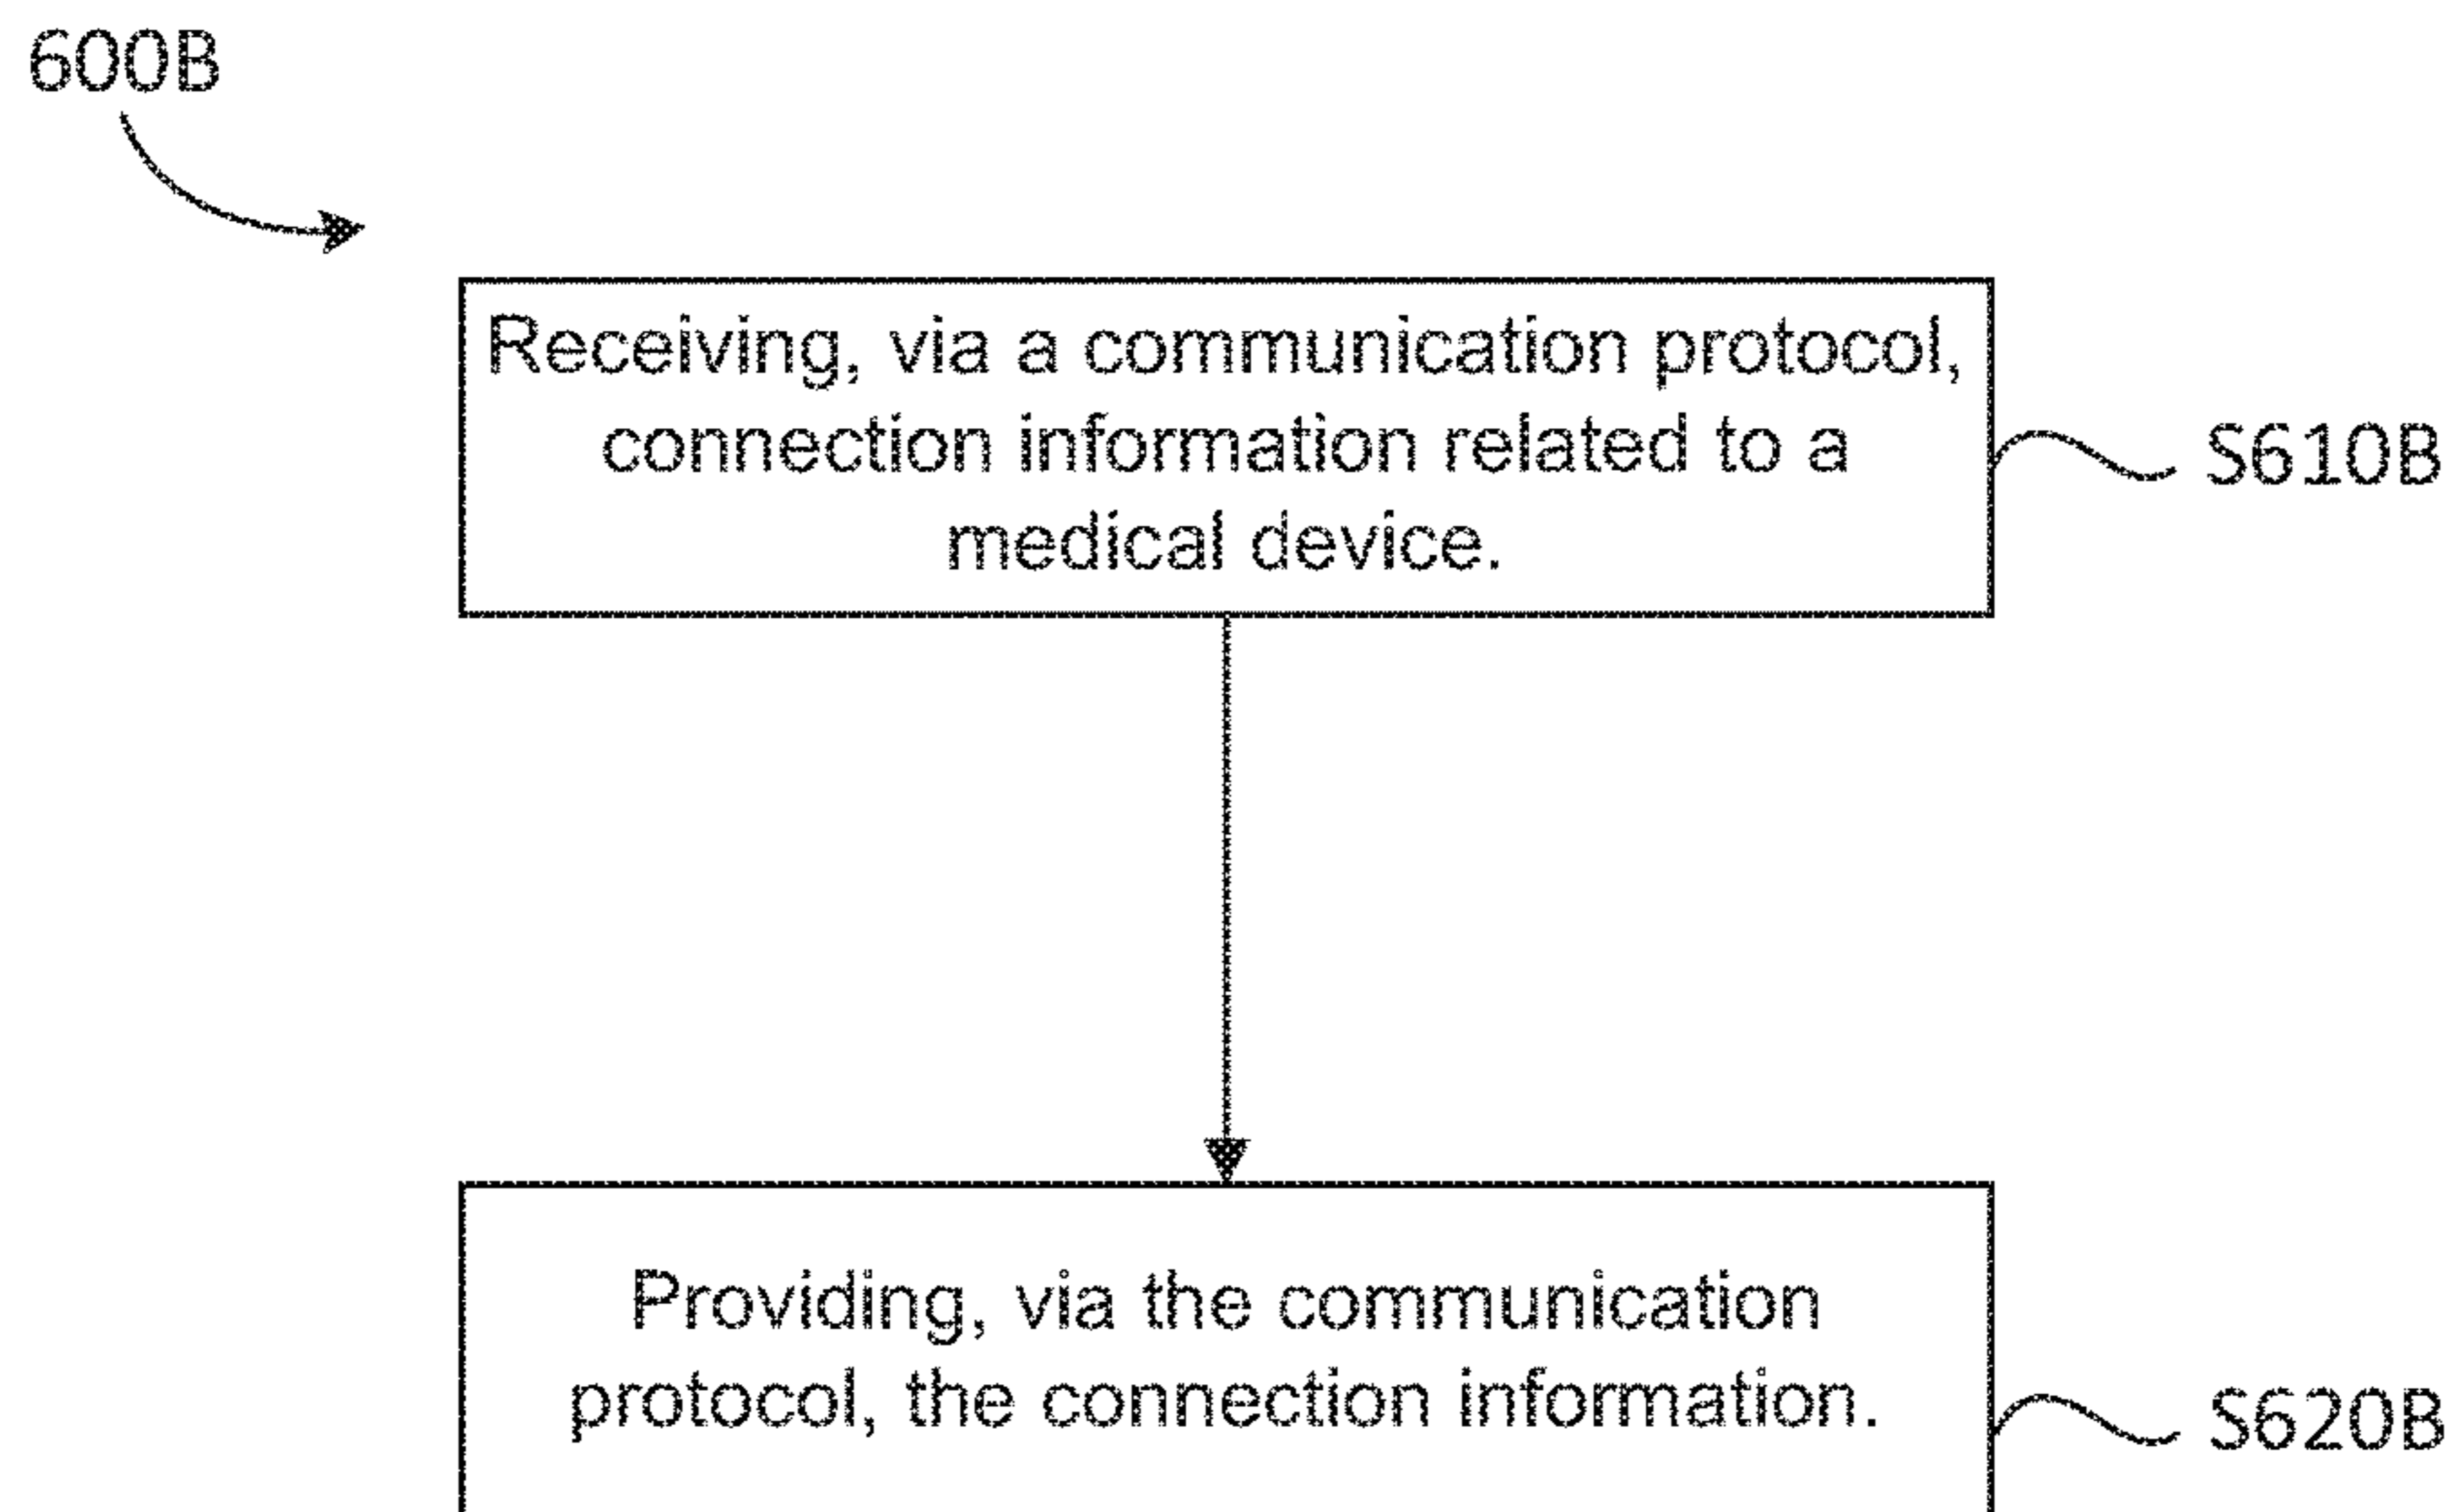 600B
Receiving, via a communication protocol,
connection information related to a
medical device.
S610B
Providing, via the communication
protocol, the connection information.
S620B